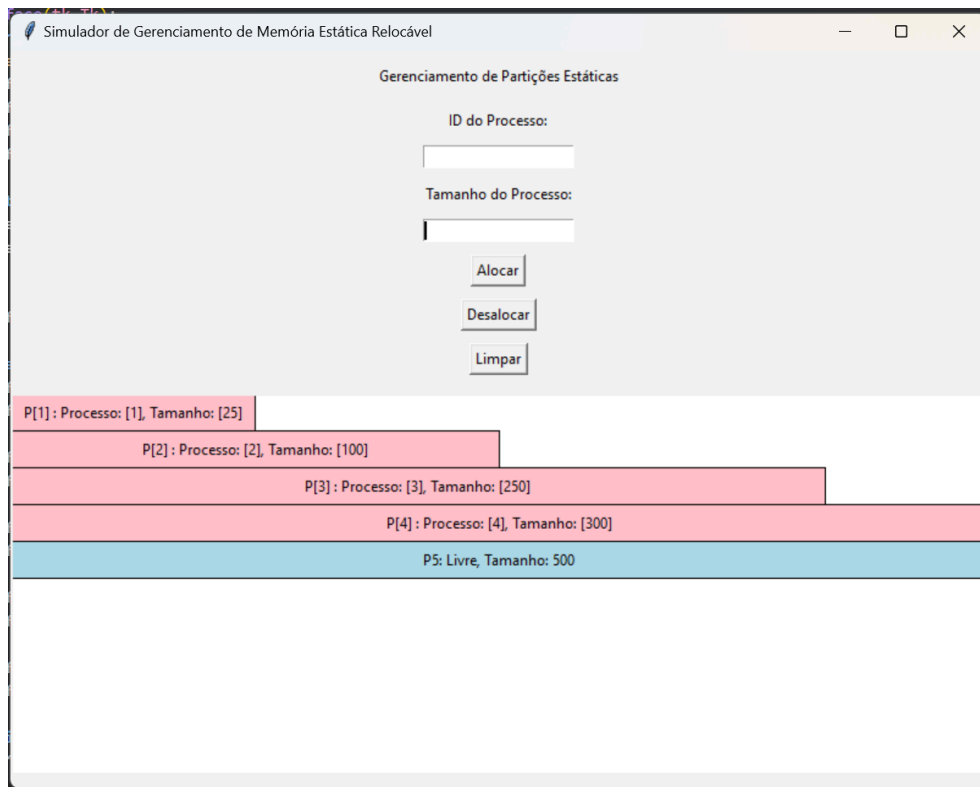 Simulador de Gerenciamento de Memória Estática Relocável
Gerenciamento de Partições Estáticas
ID do Processo:
Tamanho do Processo:
Alocar
Desalocar
Limpar
P[1] : Processo: [1], Tamanho: [25]
P[2] : Processo: [2], Tamanho: [100]
P[3] : Processo: [3], Tamanho: [250]
P[4] : Processo: [4], Tamanho: [300]
P5: Livre, Tamanho: 500